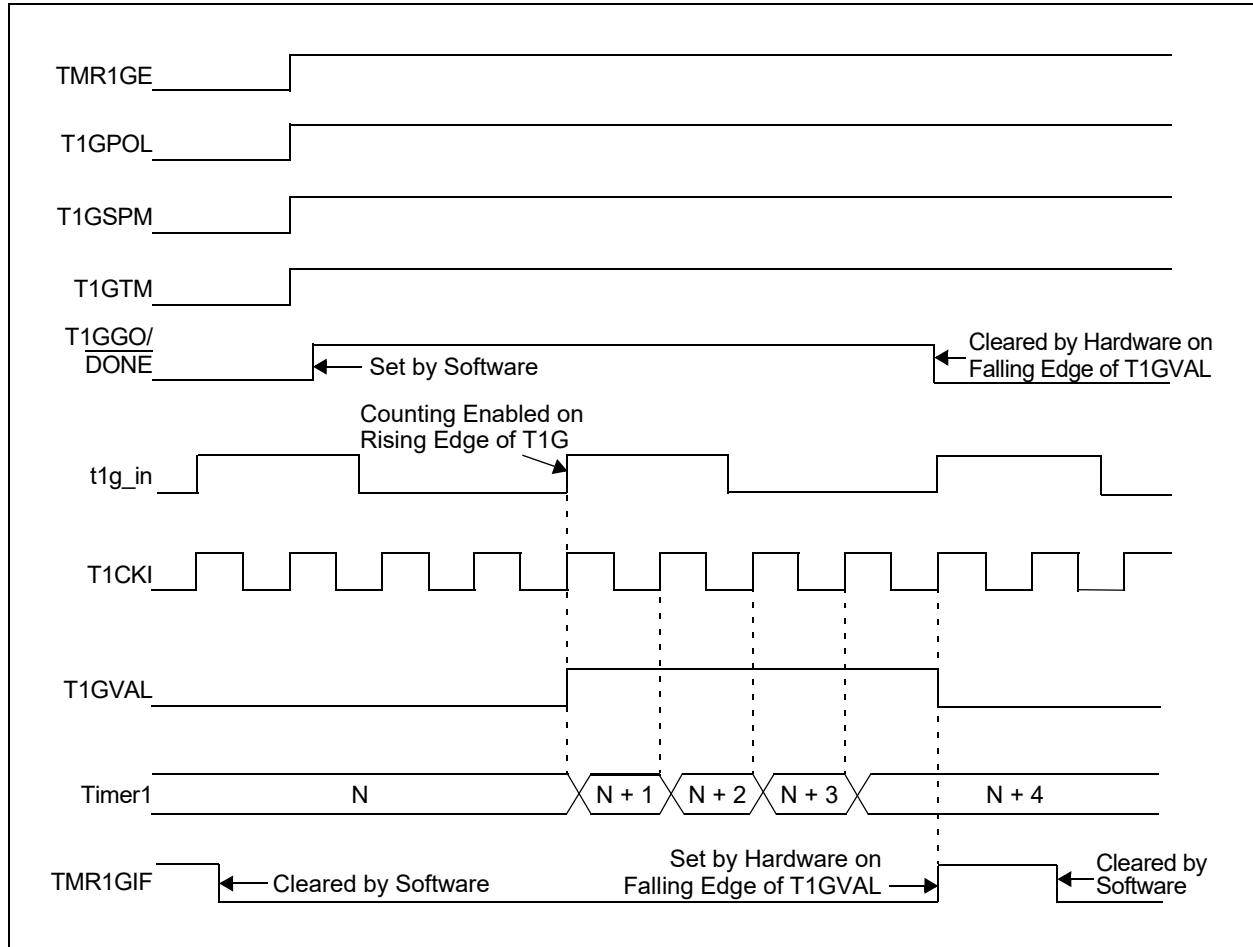 TMR1GE
T1GPOL
T1GSPM
T1GTM
T1GGO/
DONE
Set by Software
Cleared by Hardware on
Falling Edge of T1GVAL
Counting Enabled on
Rising Edge of T1G
t1g_in
T1CKI
T1GVAL
Timer1
N
N + 1
N + 2
N + 3
N + 4
TMR1GIF
Cleared by Software
Set by Hardware on
Falling Edge of T1GVAL
Cleared by
Software